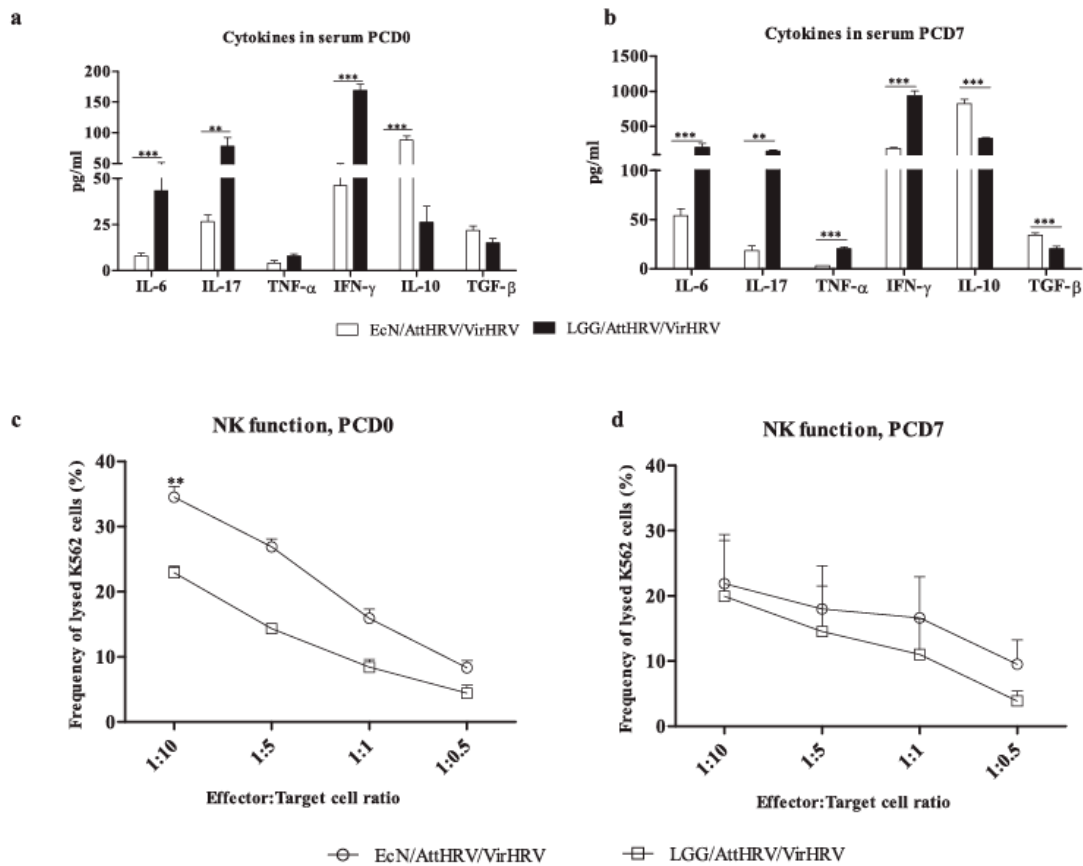 a
Cytokines in serum PCD0
pg/ml
200
150
100
50
50
25
0
***
**
***
***
IL-6 IL-17 TNF-α IFN-γ IL-10 TGF-β
b
Cytokines in serum PCD7
pg/ml
1500
1000
500
100
50
0
***
**
***
***
***
***
IL-6 IL-17 TNF-α IFN-γ IL-10 TGF-β
EcN/AttHRV/VirHRV LGG/AttHRV/VirHRV
c
NK function, PCD0
Frequency of lysed K562 cells (%)
40
30
20
10
0
**
1:10 1:5 1:1 1:0.5
Effector:Target cell ratio
d
NK function, PCD7
Frequency of lysed K562 cells (%)
40
30
20
10
0
1:10 1:5 1:1 1:0.5
Effector:Target cell ratio
EcN/AttHRV/VirHRV LGG/AttHRV/VirHRV